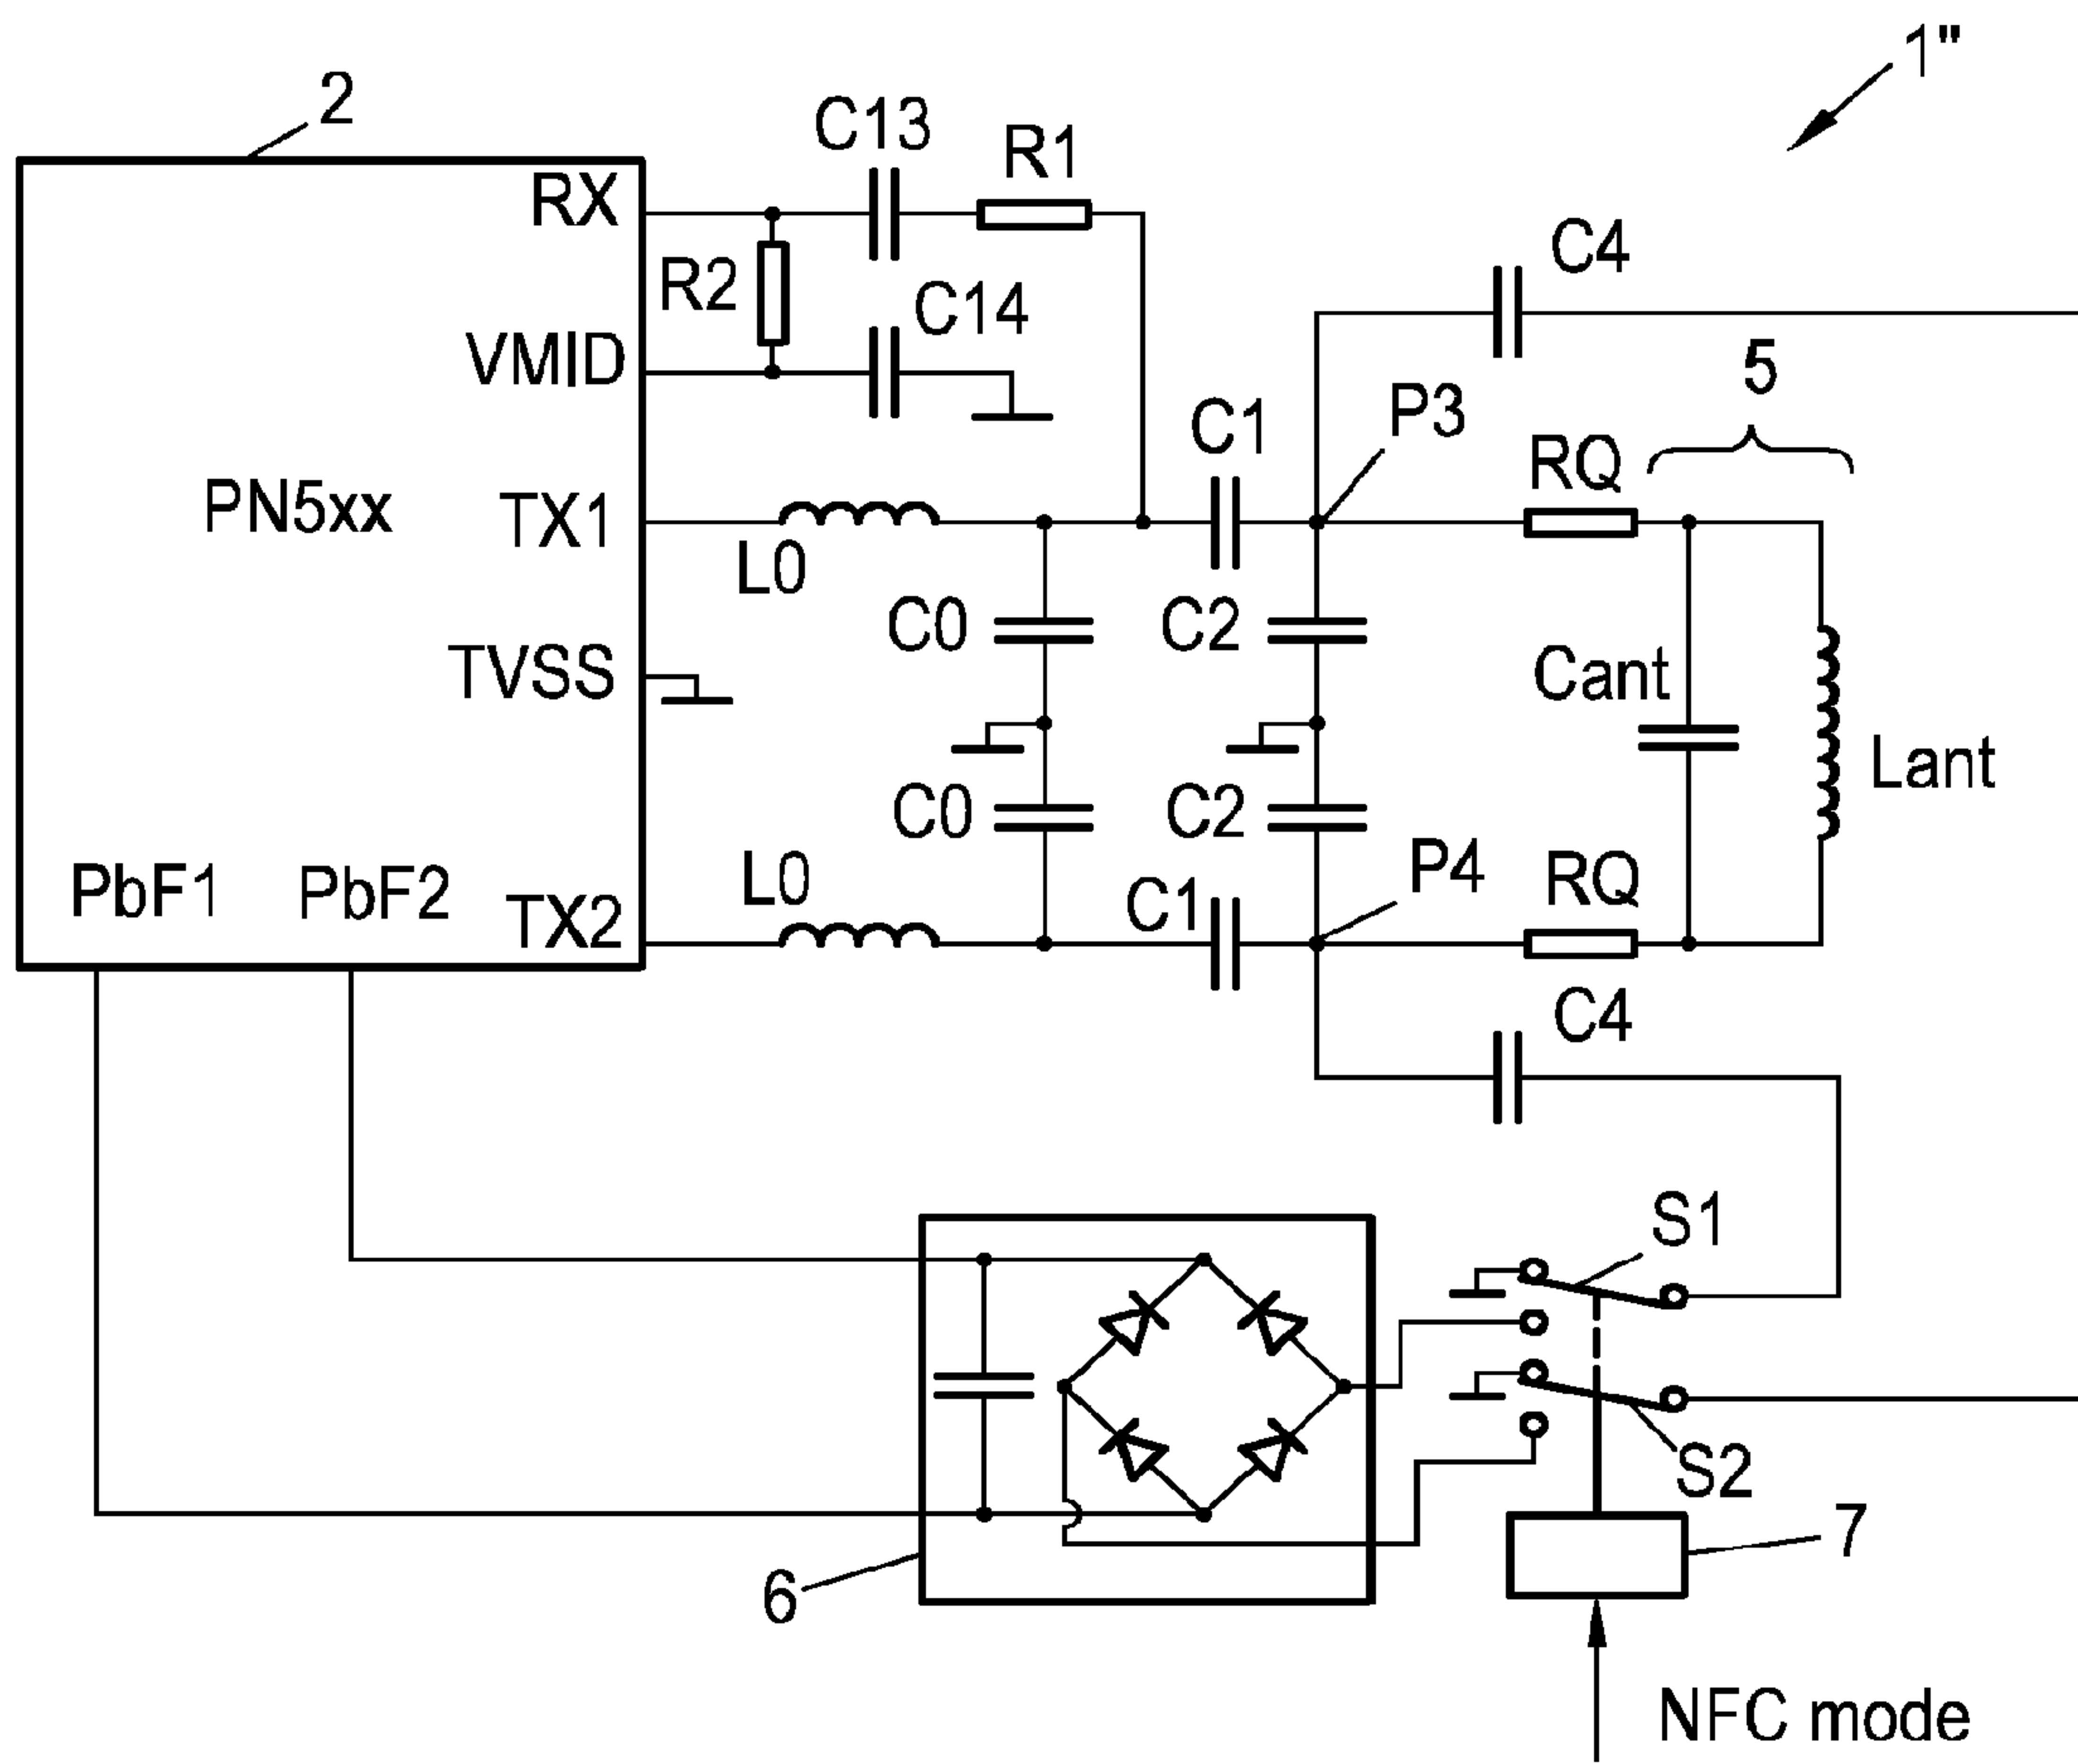 1"
2
C13
R1
RX
R2
C14
C4
VMID
5
C1
P3
RQ
PN5xx
TX1
L0
C0
C2
Cant
TVSS
Lant
C0
C2
P4
L0
C1
RQ
PbF1
PbF2
TX2
C4
S1
S2
7
6
NFC mode